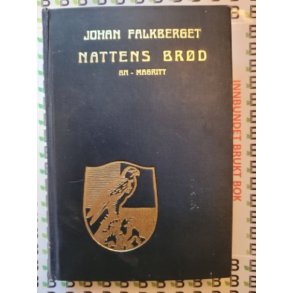 JOHAN FALKBERGET
NATTENS BRØD
AN-MAGRITT
INNBUNDET BRUKT BOK